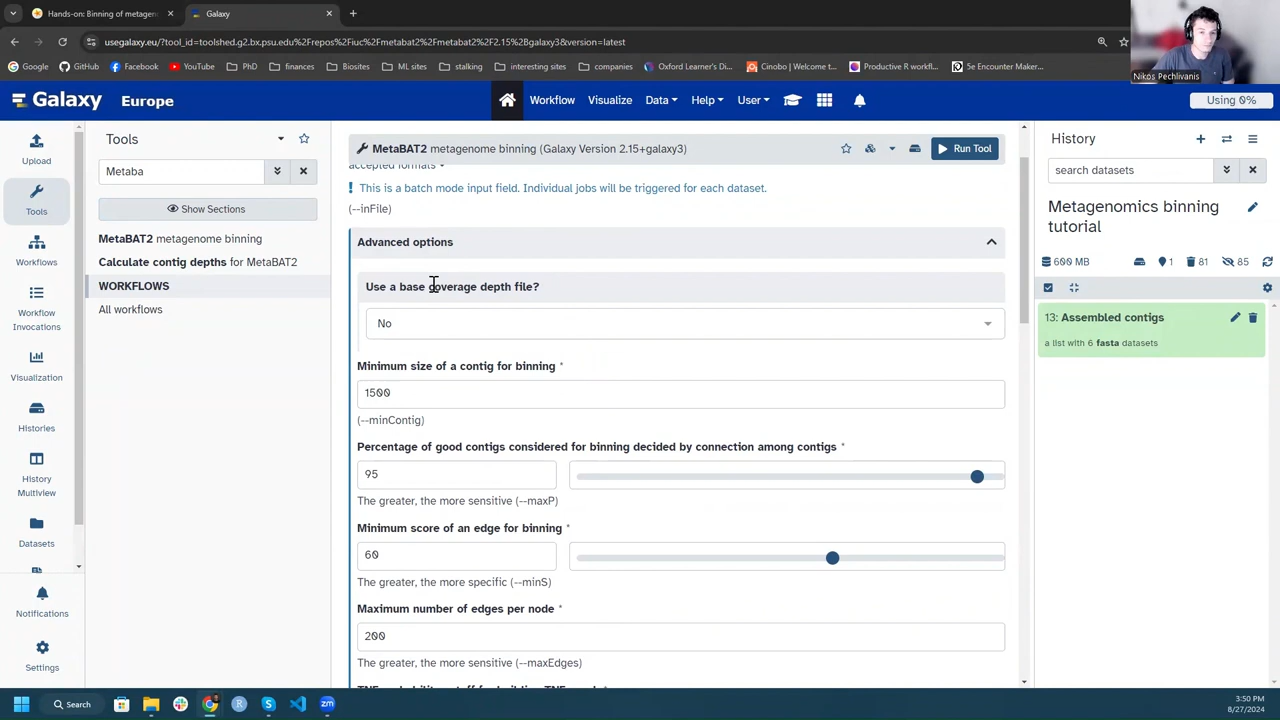 Hands-on: Binning of metagen
Galaxy
usegalaxy.eu/?tool_id=toolshed.g2.bx.psu.edu%2Frepos%2Fiuc%2Fmetabat2%2Fmetabat2%2F2.15%2Bgalaxy3&version=latest
Google
GitHub
Facebook
YouTube
PhD
finances
Biosites
ML sites
stalking
interesting sites
companies
Oxford Learner's Di...
Cinobo | Welcome t...
Productive R workfl...
5e Encounter Maker...
Nikos Pechlivanis
Galaxy
Europe
Workflow
Visualize
Data
Help
User
Using 0%
Upload
Tools
Workflows
Workflow
Invocations
Visualization
Histories
History
Multiview
Datasets
Notifications
Settings
Tools
Metaba
Show Sections
MetaBAT2 metagenome binning
Calculate contig depths for MetaBAT2
WORKFLOWS
All workflows
MetaBAT2 metagenome binning (Galaxy Version 2.15+galaxy3)
Run Tool
accepted formats
This is a batch mode input field. Individual jobs will be triggered for each dataset.
(--inFile)
Advanced options
Use a base coverage depth file?
No
Minimum size of a contig for binning *
1500
(--minContig)
Percentage of good contigs considered for binning decided by connection among contigs *
95
The greater, the more sensitive (--maxP)
Minimum score of an edge for binning *
60
The greater, the more specific (--minS)
Maximum number of edges per node *
200
The greater, the more sensitive (--maxEdges)
History
search datasets
Metagenomics binning
tutorial
600 MB
1
81
85
13: Assembled contigs
a list with 6 fasta datasets
Search
3:50 PM
8/27/2024